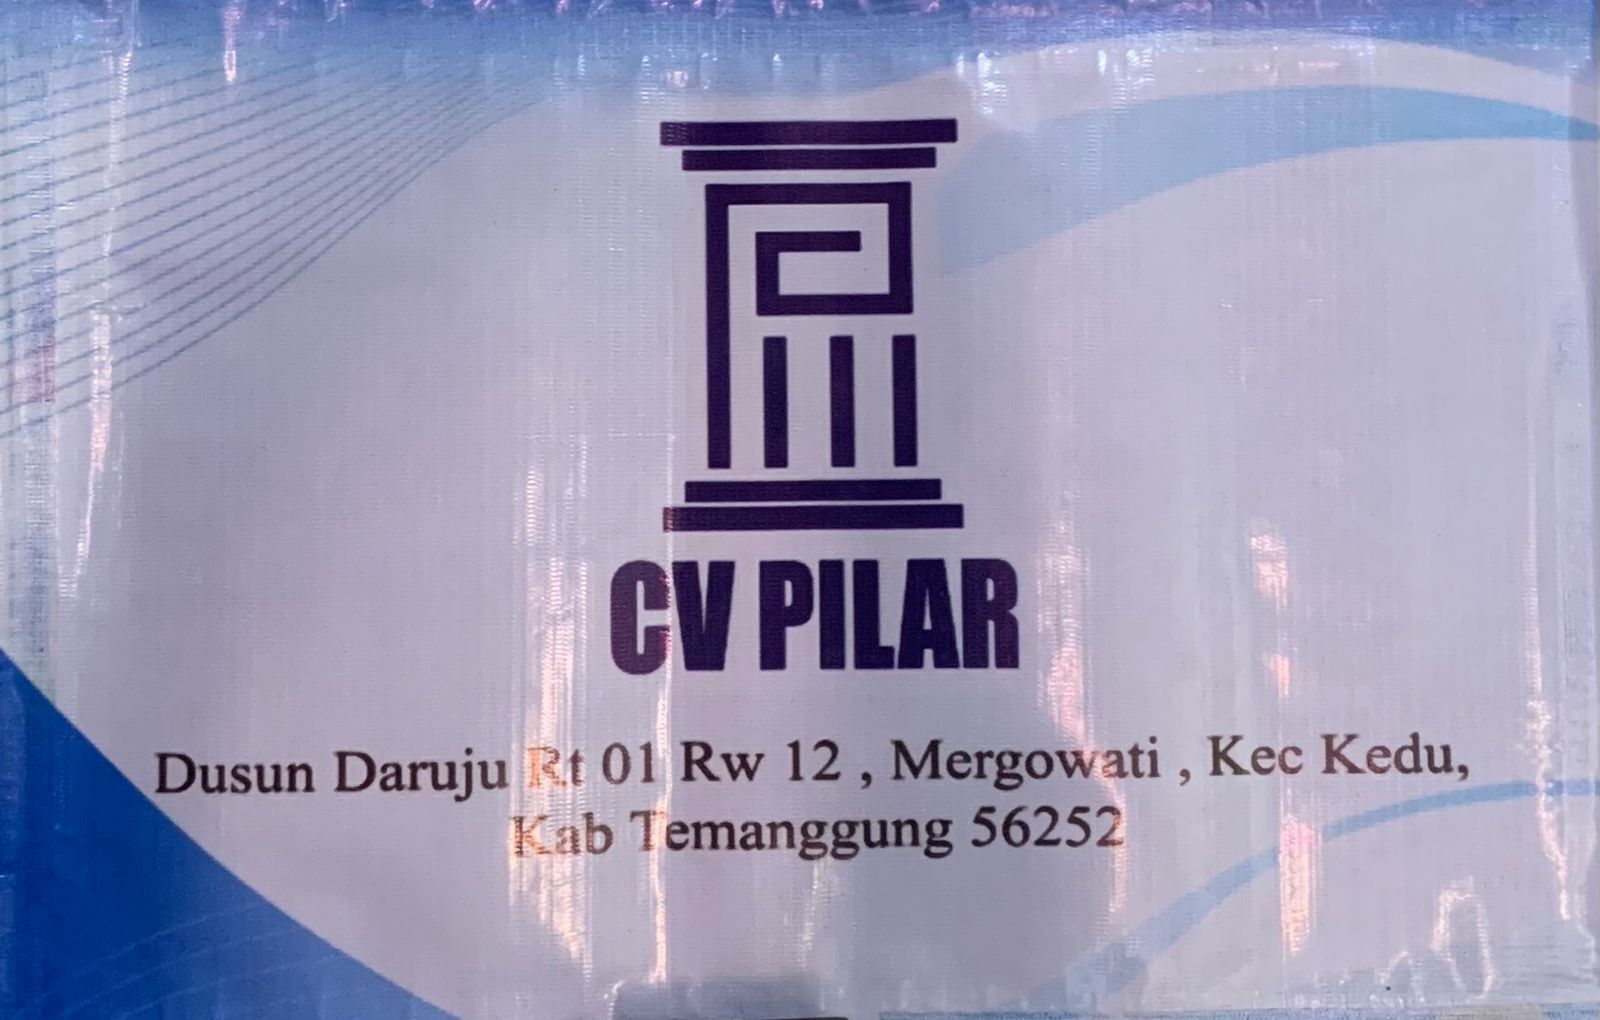 CV PILAR
Dusun Daruju Rt 01 Rw 12 , Mergowati , Kec Kedu,
Kab Temanggung 56252